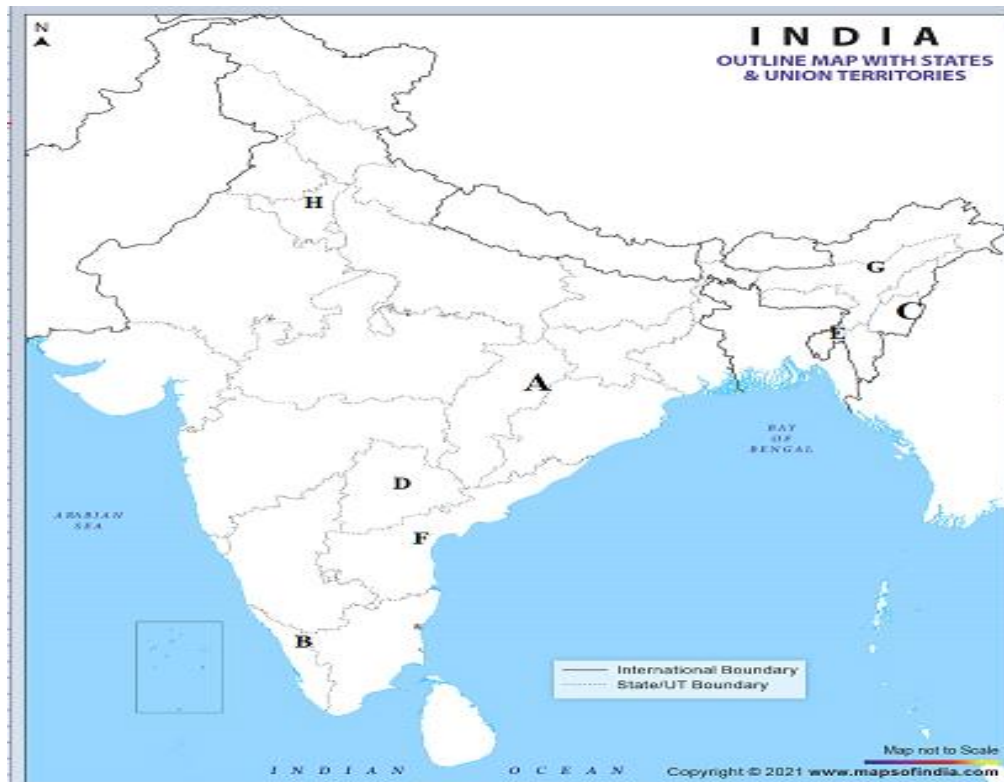 N
I N D I A
OUTLINE MAP WITH STATES
& UNION TERRITORIES
H
G
C
E
A
BAY
OF
BENGAL
D
ARABIAN
SEA
F
B
International Boundary
State/UT Boundary
Map not to Scale
I N D I A N O C E A N
Copyright © 2021 www.mapsofindia.com